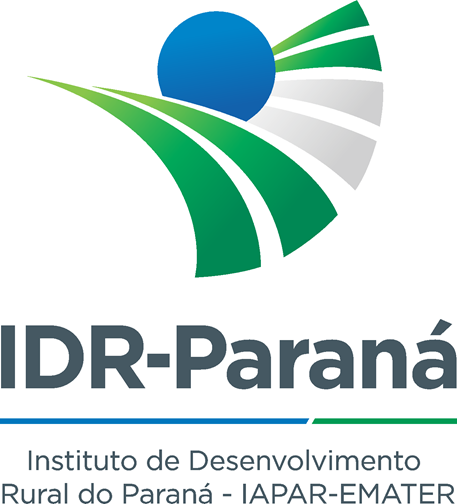 IDR-Paraná
Instituto de Desenvolvimento
Rural do Paraná - IAPAR-EMATER